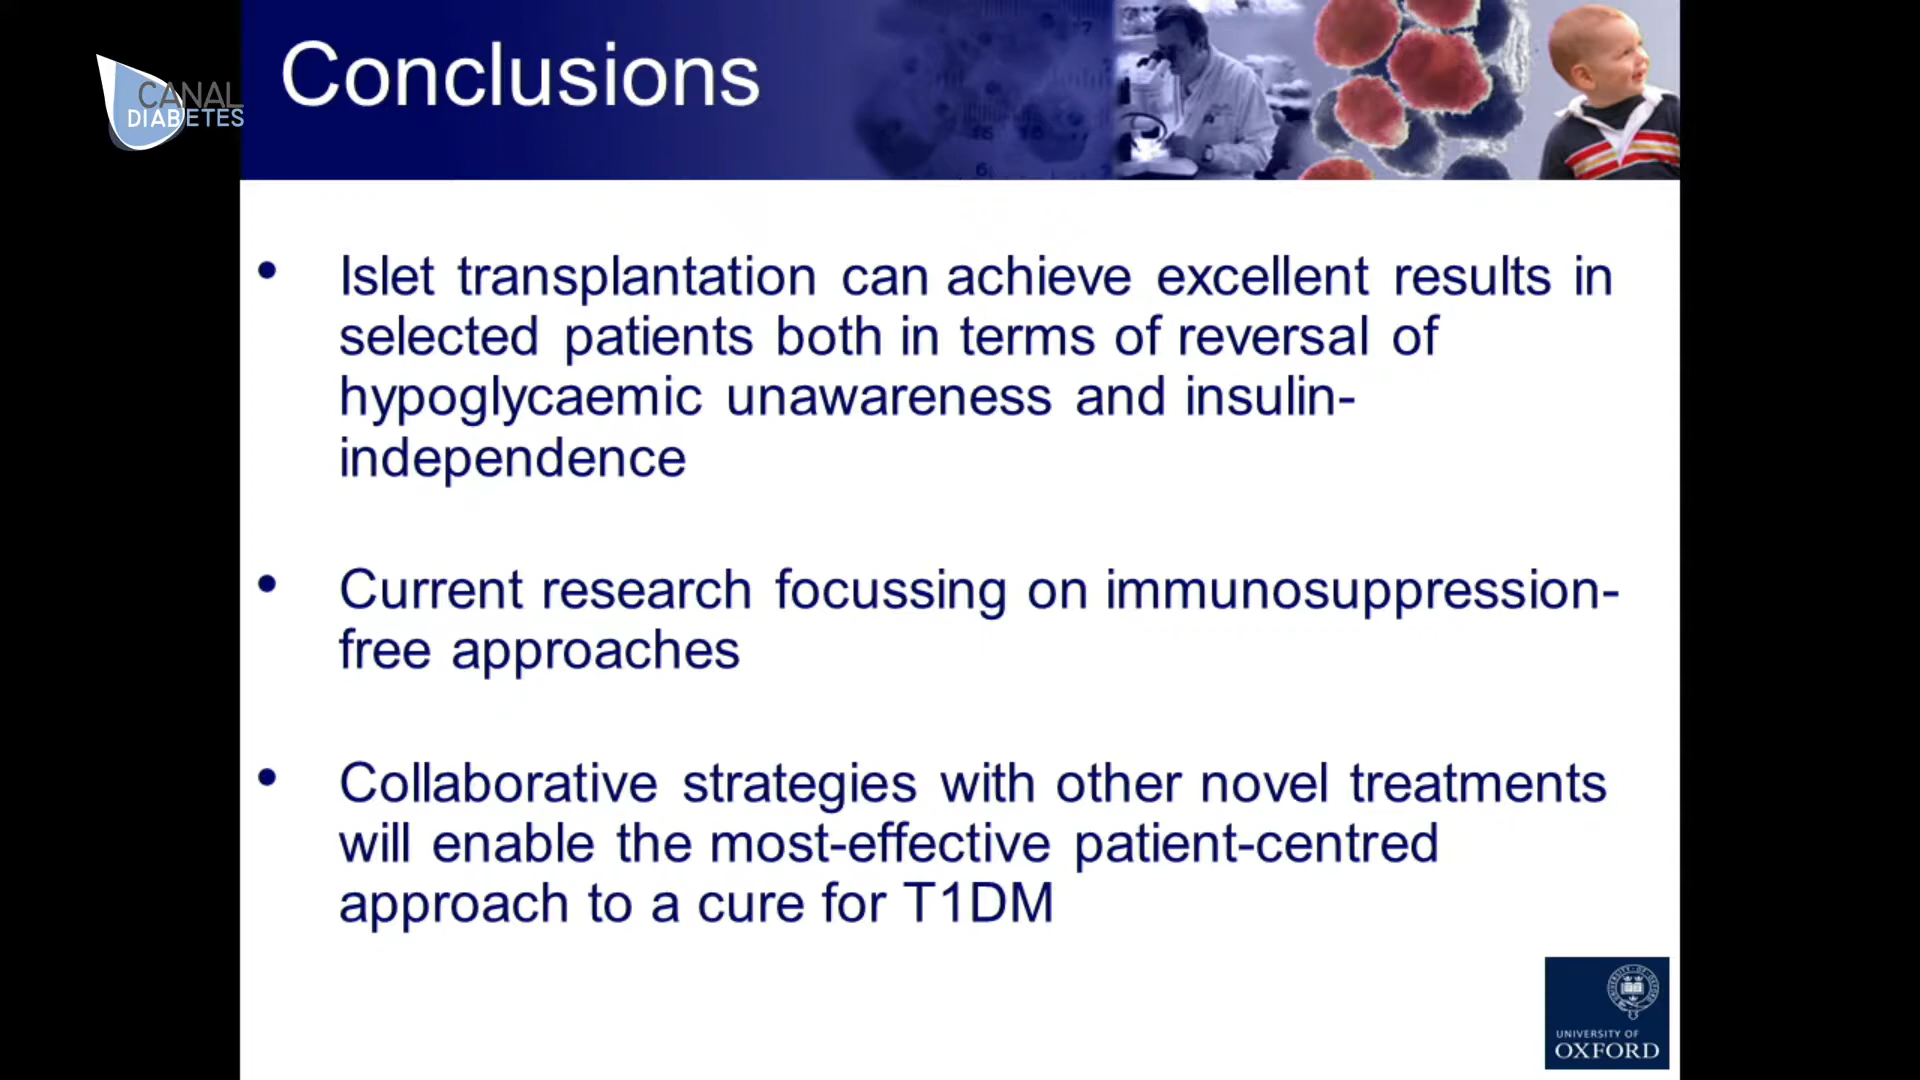 Conclusions
CANAL
DIABETES
• Islet transplantation can achieve excellent results in
selected patients both in terms of reversal of
hypoglycaemic unawareness and insulin-
independence
• Current research focussing on immunosuppression-
free approaches
• Collaborative strategies with other novel treatments
will enable the most-effective patient-centred
approach to a cure for T1DM
UNIVERSITY OF
OXFORD